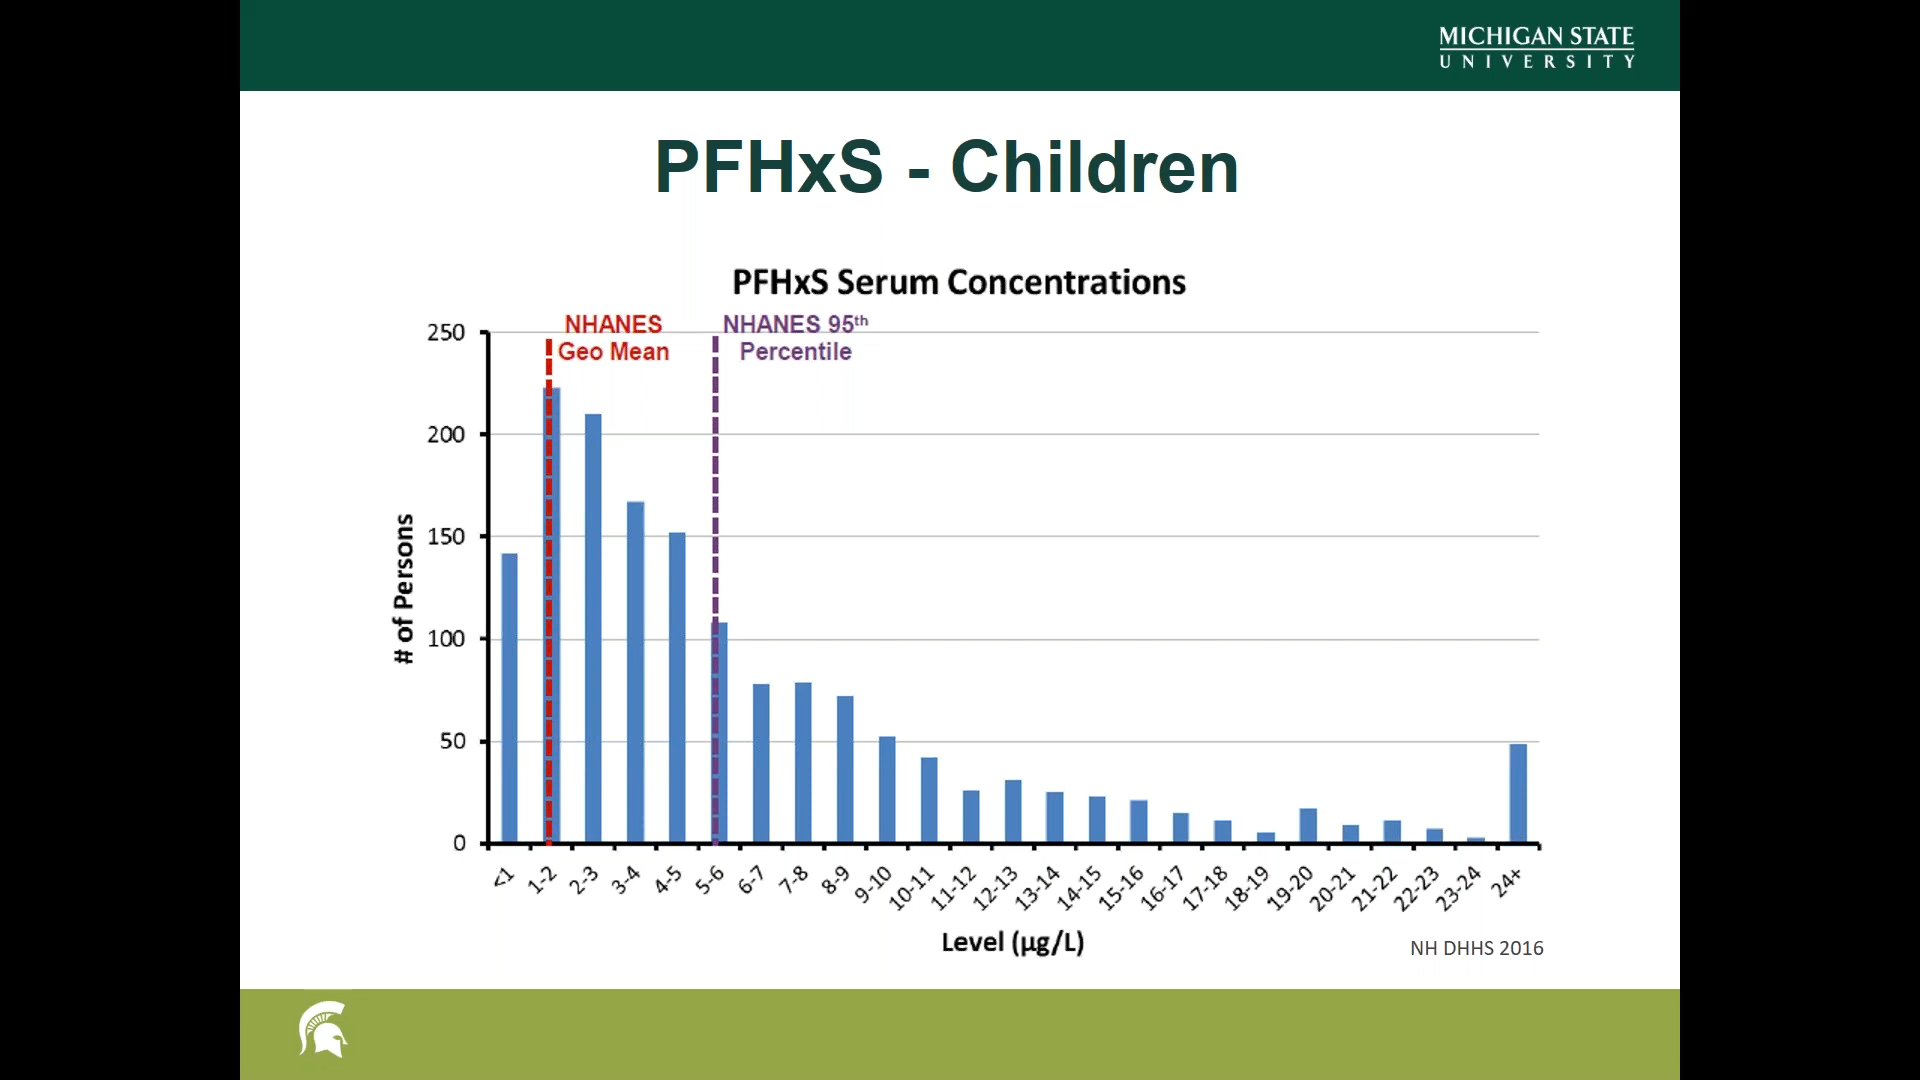 MICHIGAN STATE
UNIVERSITY
PFHxS - Children
PFHxS Serum Concentrations
NHANES
Geo Mean
NHANES 95th
Percentile
250
200
150
100
50
0
# of Persons
<1 1-2 2-3 3-4 4-5 5-6 6-7 7-8 8-9 9-10 10-11 11-12 12-13 13-14 14-15 15-16 16-17 17-18 18-19 19-20 20-21 21-22 22-23 23-24 24+
Level (µg/L)
NH DHHS 2016